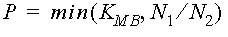 P = min(K_MB, N_1/N_2)